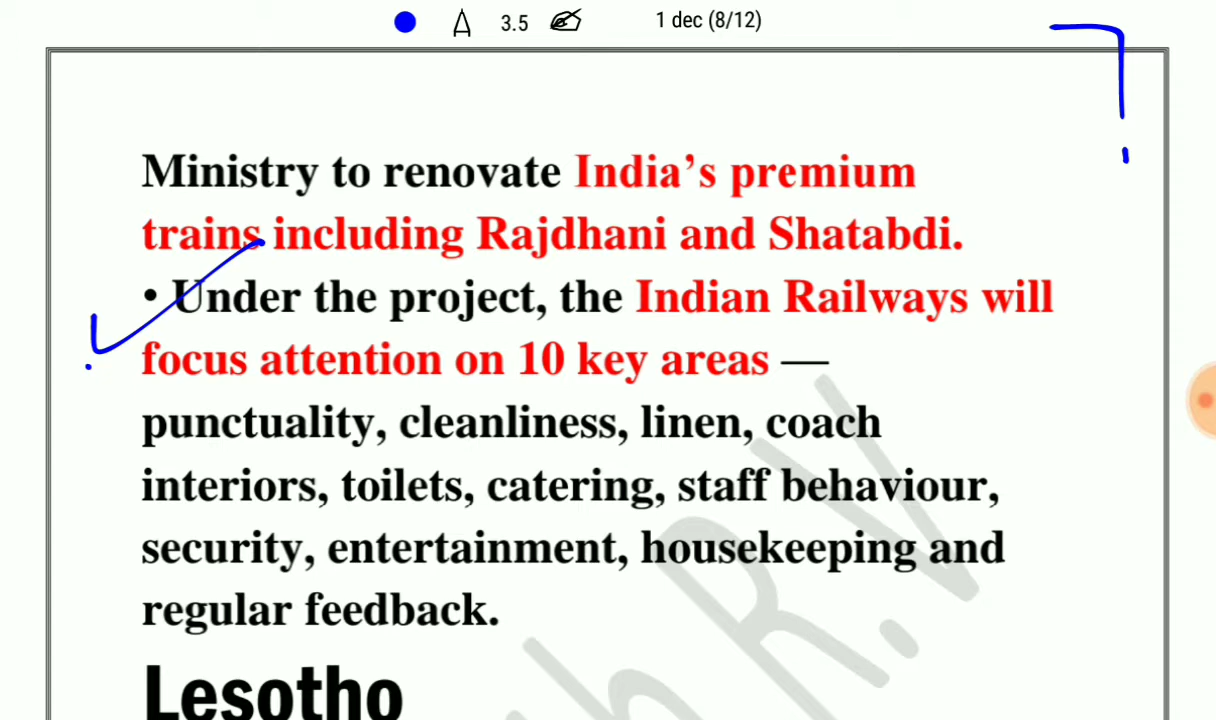 3.5 1 dec (8/12)
Ministry to renovate India’s premium
trains including Rajdhani and Shatabdi.
• Under the project, the Indian Railways will
focus attention on 10 key areas —
punctuality, cleanliness, linen, coach
interiors, toilets, catering, staff behaviour,
security, entertainment, housekeeping and
regular feedback.
Lesotho